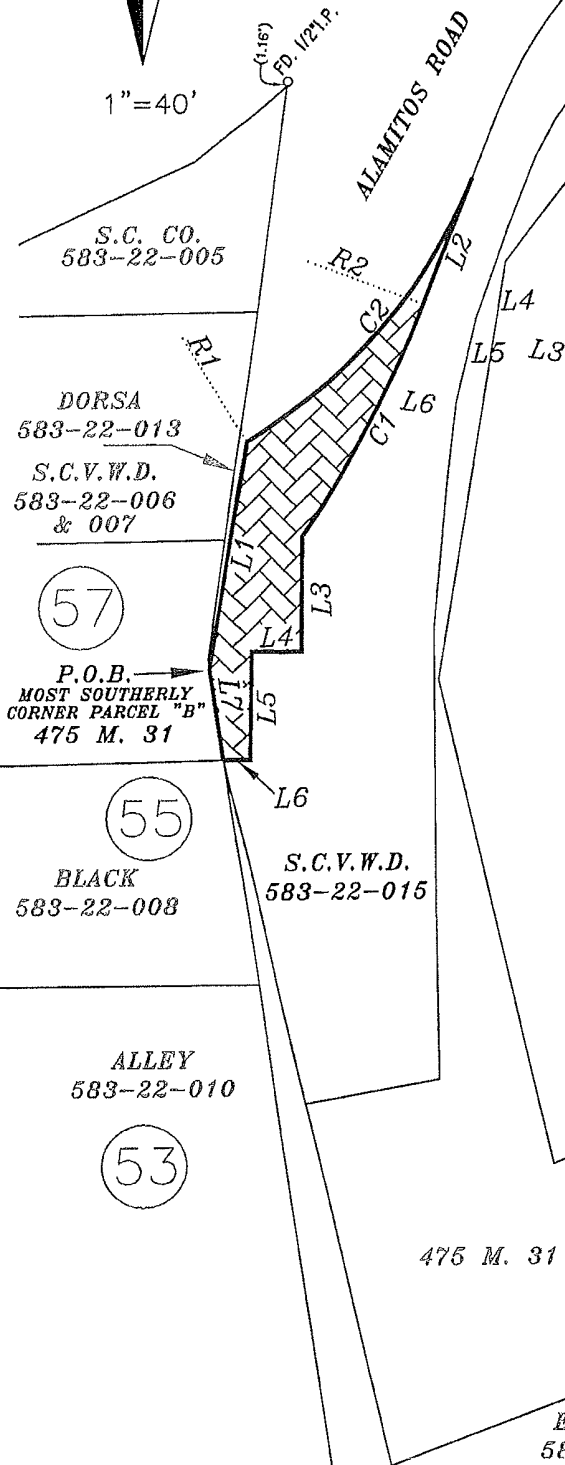 (1.16')
FD. 1/2"I.P.
1"=40'
ALAMITOS ROAD
S.C. CO.
583-22-005
R2
L2
C2
L4
R1
L5 L3
DORSA
583-22-013
L6
C1
S.C.V.W.D.
583-22-006
& 007
L1
57
L3
L4
P.O.B.
MOST SOUTHERLY
CORNER PARCEL "B"
475 M. 31
L7
L5
L6
55
S.C.V.W.D.
583-22-015
BLACK
583-22-008
ALLEY
583-22-010
53
475 M. 31
58